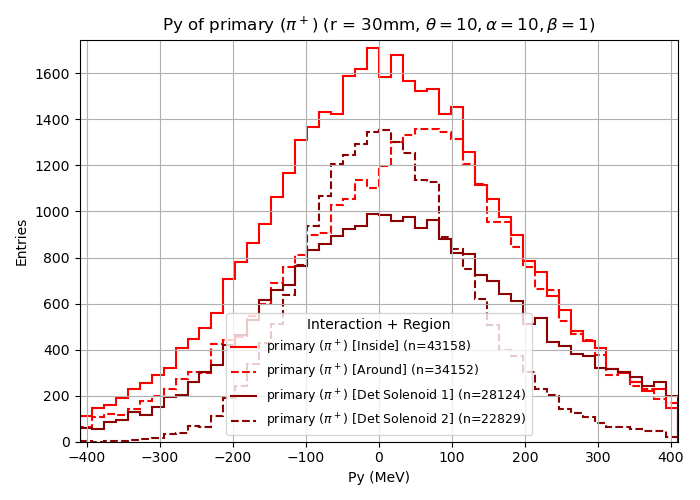 Py of primary (π⁺) (r = 30mm, θ = 10, α = 10, β = 1)
1600
1400
1200
1000
800
600
400
200
0
Entries
Interaction + Region
primary (π⁺) [Inside] (n=43158)
primary (π⁺) [Around] (n=34152)
primary (π⁺) [Det Solenoid 1] (n=28124)
primary (π⁺) [Det Solenoid 2] (n=22829)
−400 −300 −200 −100 0 100 200 300 400
Py (MeV)